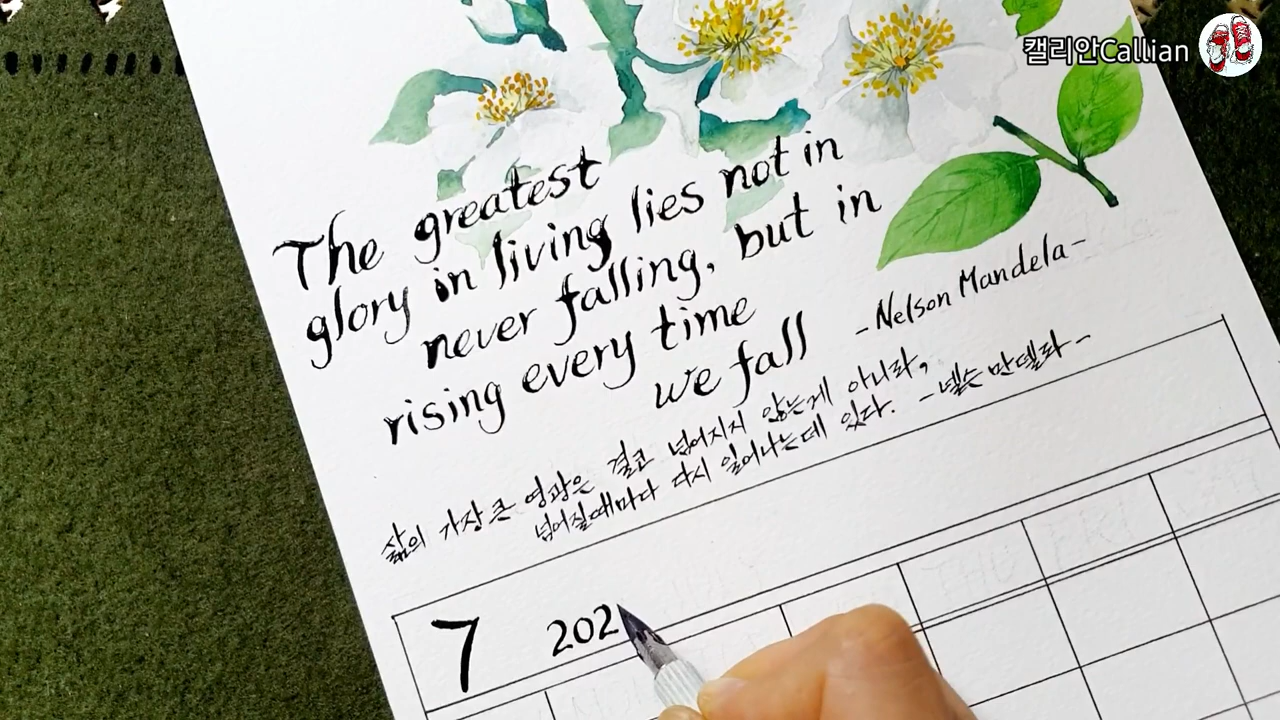 캘리안Callian
The greatest
glory in living lies not in
never falling, but in
rising every time
we fall
-Nelson Mandela-
삶의 가장 큰 영광은 결코 넘어지지 않는게 아니라,
넘어질때마다 다시 일어나는데 있다. -넬슨 만델라-
7 202
THU FRI